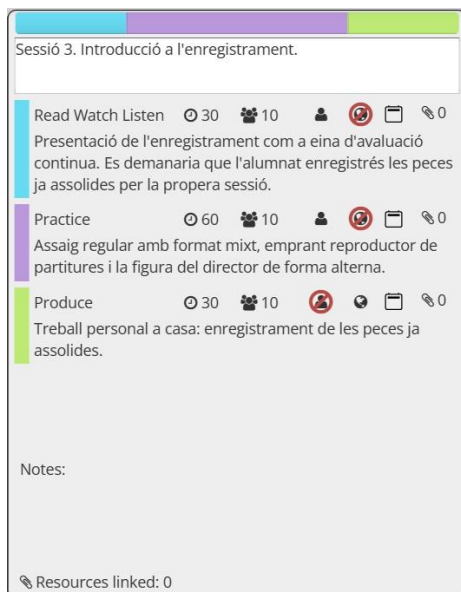 Sessió 3. Introducció a l'enregistrament.
Read Watch Listen 30 10 0
Presentació de l'enregistrament com a eina d'avaluació
continua. Es demanaria que l'alumnat enregistrés les peces
ja assolides per la propera sessió.
Practice 60 10 0
Assaig regular amb format mixt, emprant reproductor de
partitures i la figura del director de forma alterna.
Produce 30 10 0
Treball personal a casa: enregistrament de les peces ja
assolides.
Notes:
Resources linked: 0